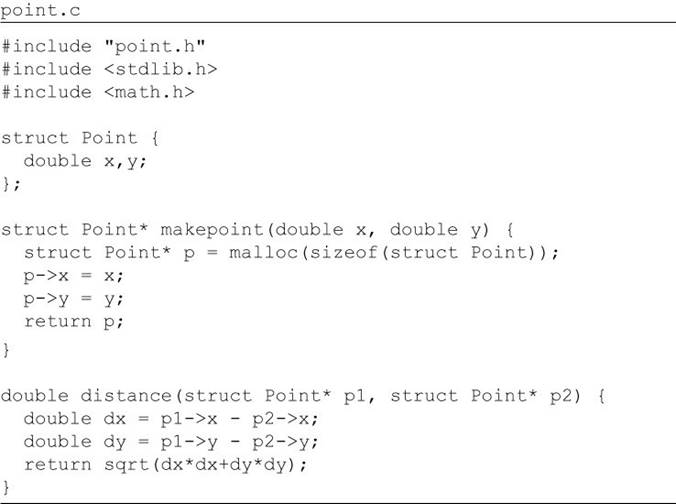 point.c
#include "point.h"
#include <stdlib.h>
#include <math.h>
struct Point {
  double x,y;
};
struct Point* makepoint(double x, double y) {
  struct Point* p = malloc(sizeof(struct Point));
  p->x = x;
  p->y = y;
  return p;
}
double distance(struct Point* p1, struct Point* p2) {
  double dx = p1->x - p2->x;
  double dy = p1->y - p2->y;
  return sqrt(dx*dx+dy*dy);
}